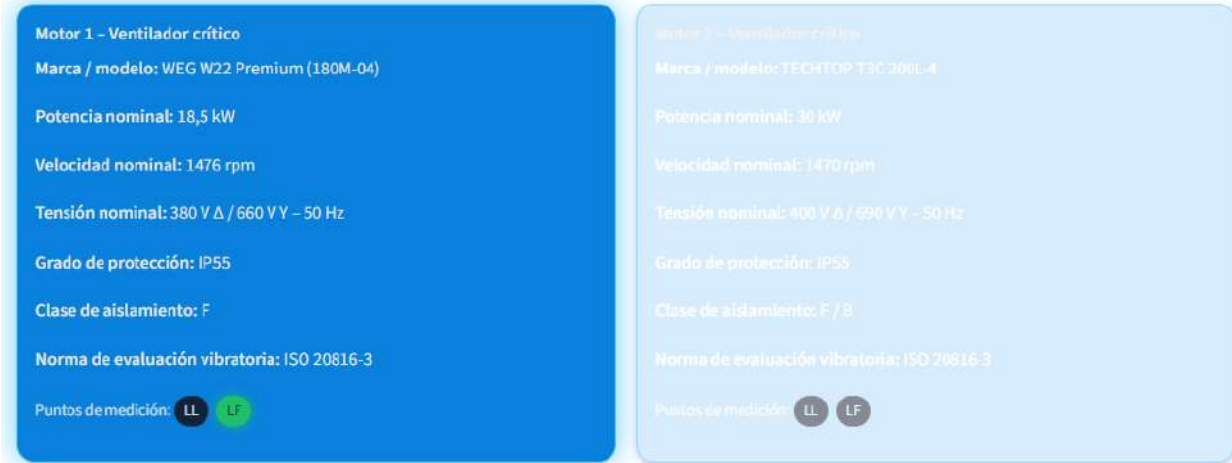 Motor 1 – Ventilador crítico
Marca / modelo: WEG W22 Premium (180M-04)
Potencia nominal: 18,5 kW
Velocidad nominal: 1476 rpm
Tensión nominal: 380 V Δ / 660 V Y – 50 Hz
Grado de protección: IP55
Clase de aislamiento: F
Norma de evaluación vibratoria: ISO 20816-3
Puntos de medición: LL LF
Motor 2 – Ventilador crítico
Marca / modelo: TECHTOP T3C 200L-4
Potencia nominal: 30 kW
Velocidad nominal: 1470 rpm
Tensión nominal: 400 V Δ / 690 V Y – 50 Hz
Grado de protección: IP55
Clase de aislamiento: F / B
Norma de evaluación vibratoria: ISO 20816-3
Puntos de medición: LL LF